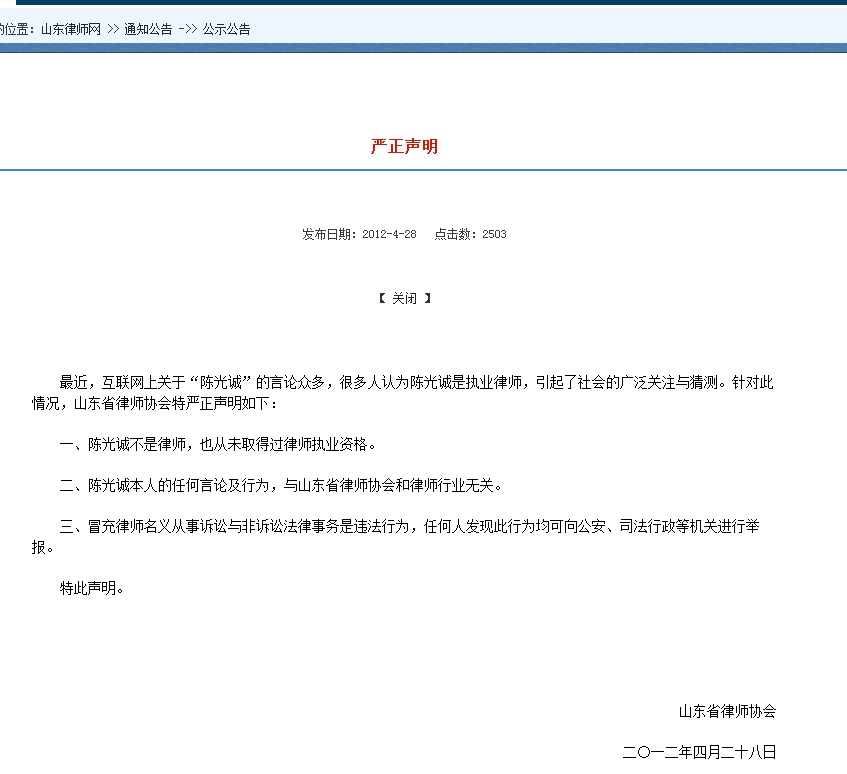 的位置：山东律师网 >> 通知公告 ->> 公示公告
严正声明
发布日期：2012-4-28 点击数：2503
【 关闭 】
最近，互联网上关于“陈光诚”的言论众多，很多人认为陈光诚是执业律师，引起了社会的广泛关注与猜测。针对此
情况，山东省律师协会特严正声明如下：
一、陈光诚不是律师，也从未取得过律师执业资格。
二、陈光诚本人的任何言论及行为，与山东省律师协会和律师行业无关。
三、冒充律师名义从事诉讼与非诉讼法律事务是违法行为，任何人发现此行为均可向公安、司法行政等机关进行举
报。
特此声明。
山东省律师协会
二〇一二年四月二十八日